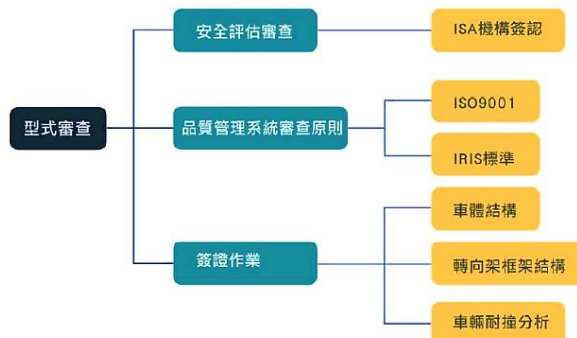 型式審查
安全評估審查
ISA機構簽認
品質管理系統審查原則
ISO9001
IRIS標準
簽證作業
車體結構
轉向架框架結構
車輛耐撞分析